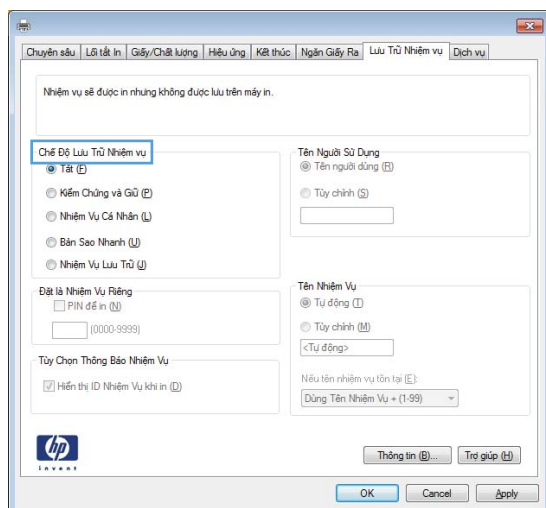 Chuyên sâu Lối tắt In Giấy/Chất lượng Hiệu ứng Kết thúc Ngăn Giấy Ra Lưu Trữ Nhiệm vụ Dịch vụ
Nhiệm vụ sẽ được in nhưng không được lưu trên máy in.
Chế Độ Lưu Trữ Nhiệm vụ
Tắt (F)
Kiểm Chứng và Giữ (P)
Nhiệm Vụ Cá Nhân (L)
Bản Sao Nhanh (U)
Nhiệm Vụ Lưu Trữ (J)
Đặt là Nhiệm Vụ Riêng
PIN để in (N)
(0000-9999)
Tùy Chọn Thông Báo Nhiệm Vụ
Hiển thị ID Nhiệm Vụ khi in (D)
Tên Người Sử Dụng
Tên người dùng (R)
Tùy chỉnh (S)
Tên Nhiệm Vụ
Tự động (T)
Tùy chỉnh (M)
<Tự động>
Nếu tên nhiệm vụ tồn tại (E):
Dùng Tên Nhiệm Vụ + (1-99)
hp
invent
Thông tin (B)... Trợ giúp (H)
OK Cancel Apply